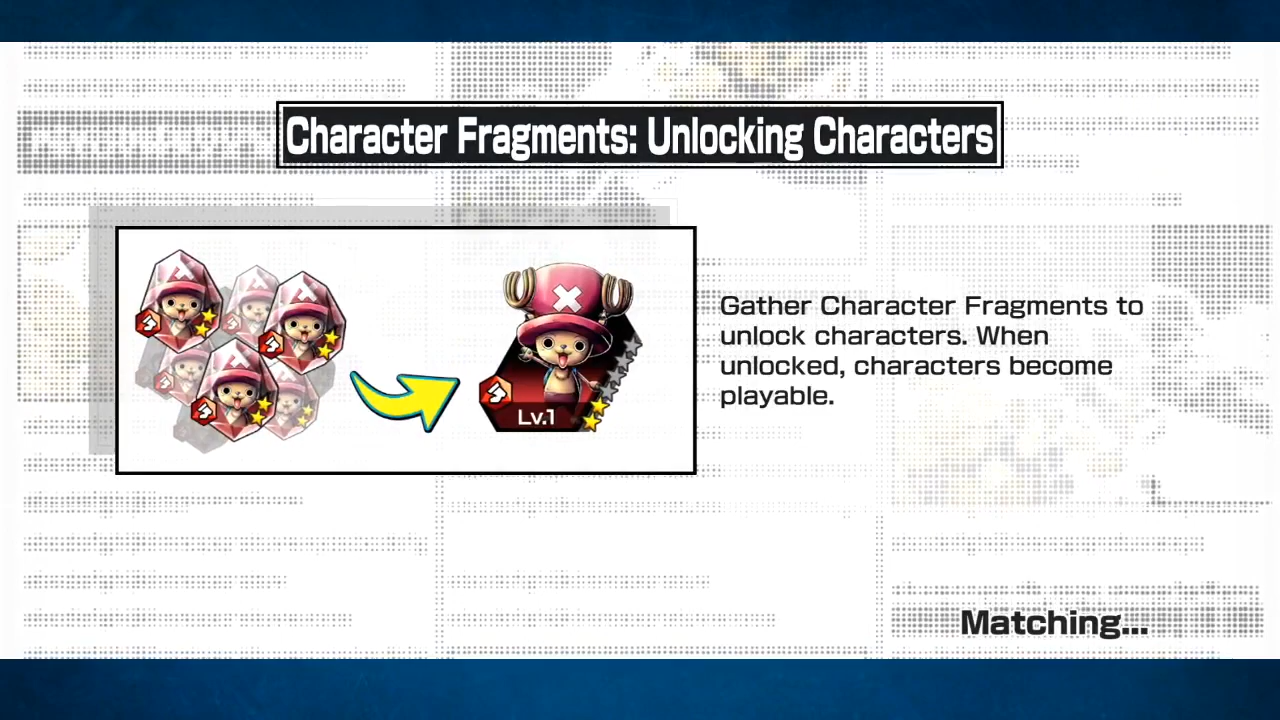 Character Fragments: Unlocking Characters
Gather Character Fragments to
unlock characters. When
unlocked, characters become
playable.
Lv.1
Matching...